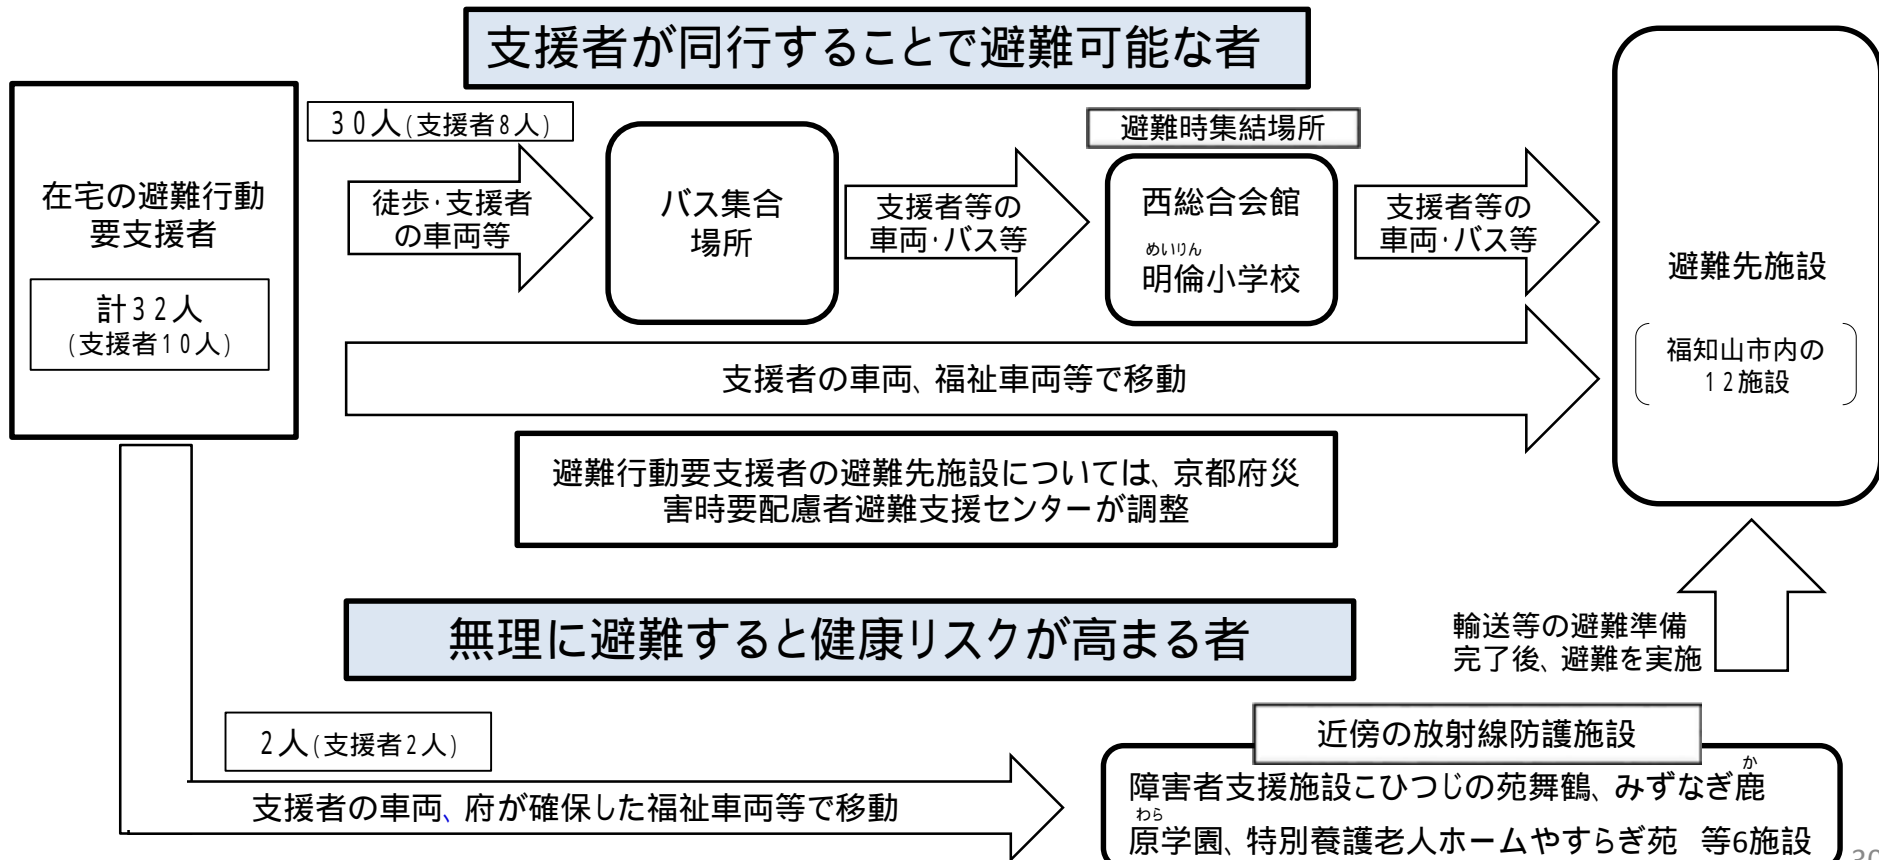 支援者が同行することで避難可能な者
在宅の避難行動
要支援者
計32人
(支援者10人)
30人(支援者8人)
徒歩・支援者
の車両等
バス集合
場所
支援者等の
車両・バス等
避難時集結場所
西総合会館
めいりん
明倫小学校
支援者等の
車両・バス等
避難先施設
福知山市内の
12施設
支援者の車両、福祉車両等で移動
避難行動要支援者の避難先施設については、京都府災
害時要配慮者避難支援センターが調整
無理に避難すると健康リスクが高まる者
輸送等の避難準備
完了後、避難を実施
2人(支援者2人)
支援者の車両、府が確保した福祉車両等で移動
近傍の放射線防護施設
か
障害者支援施設こひつじの苑舞鶴、みずなぎ鹿
わら
原学園、特別養護老人ホームやすらぎ苑 等6施設
30